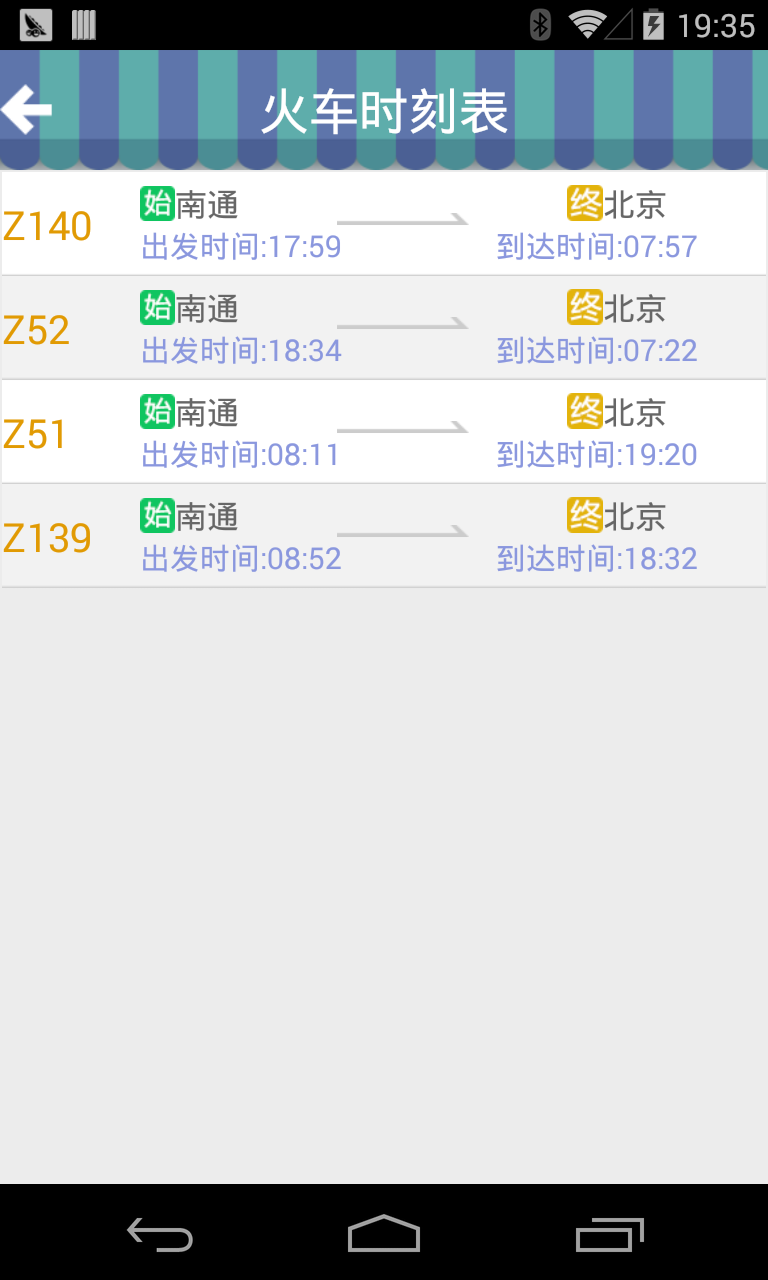 19:35
火车时刻表
Z140
始南通
终北京
出发时间:17:59
到达时间:07:57
Z52
始南通
终北京
出发时间:18:34
到达时间:07:22
Z51
始南通
终北京
出发时间:08:11
到达时间:19:20
Z139
始南通
终北京
出发时间:08:52
到达时间:18:32